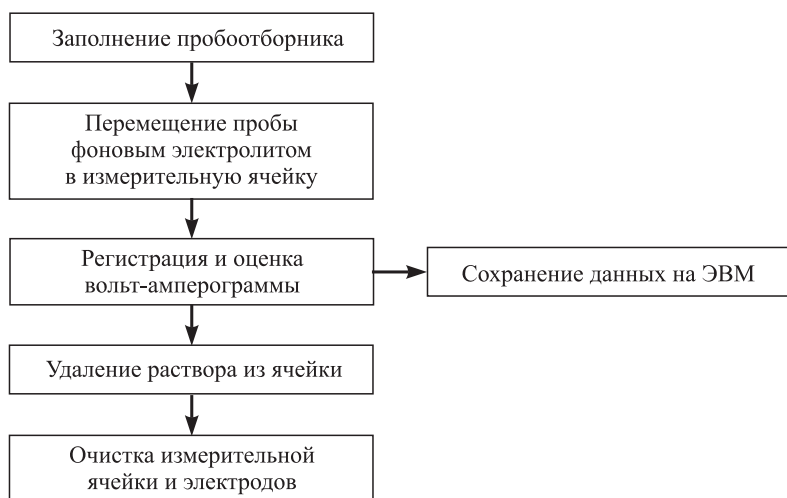 Заполнение пробоотборника
Перемещение пробы
фоновым электролитом
в измерительную ячейку
Регистрация и оценка
вольт-амперограммы
Сохранение данных на ЭВМ
Удаление раствора из ячейки
Очистка измерительной
ячейки и электродов